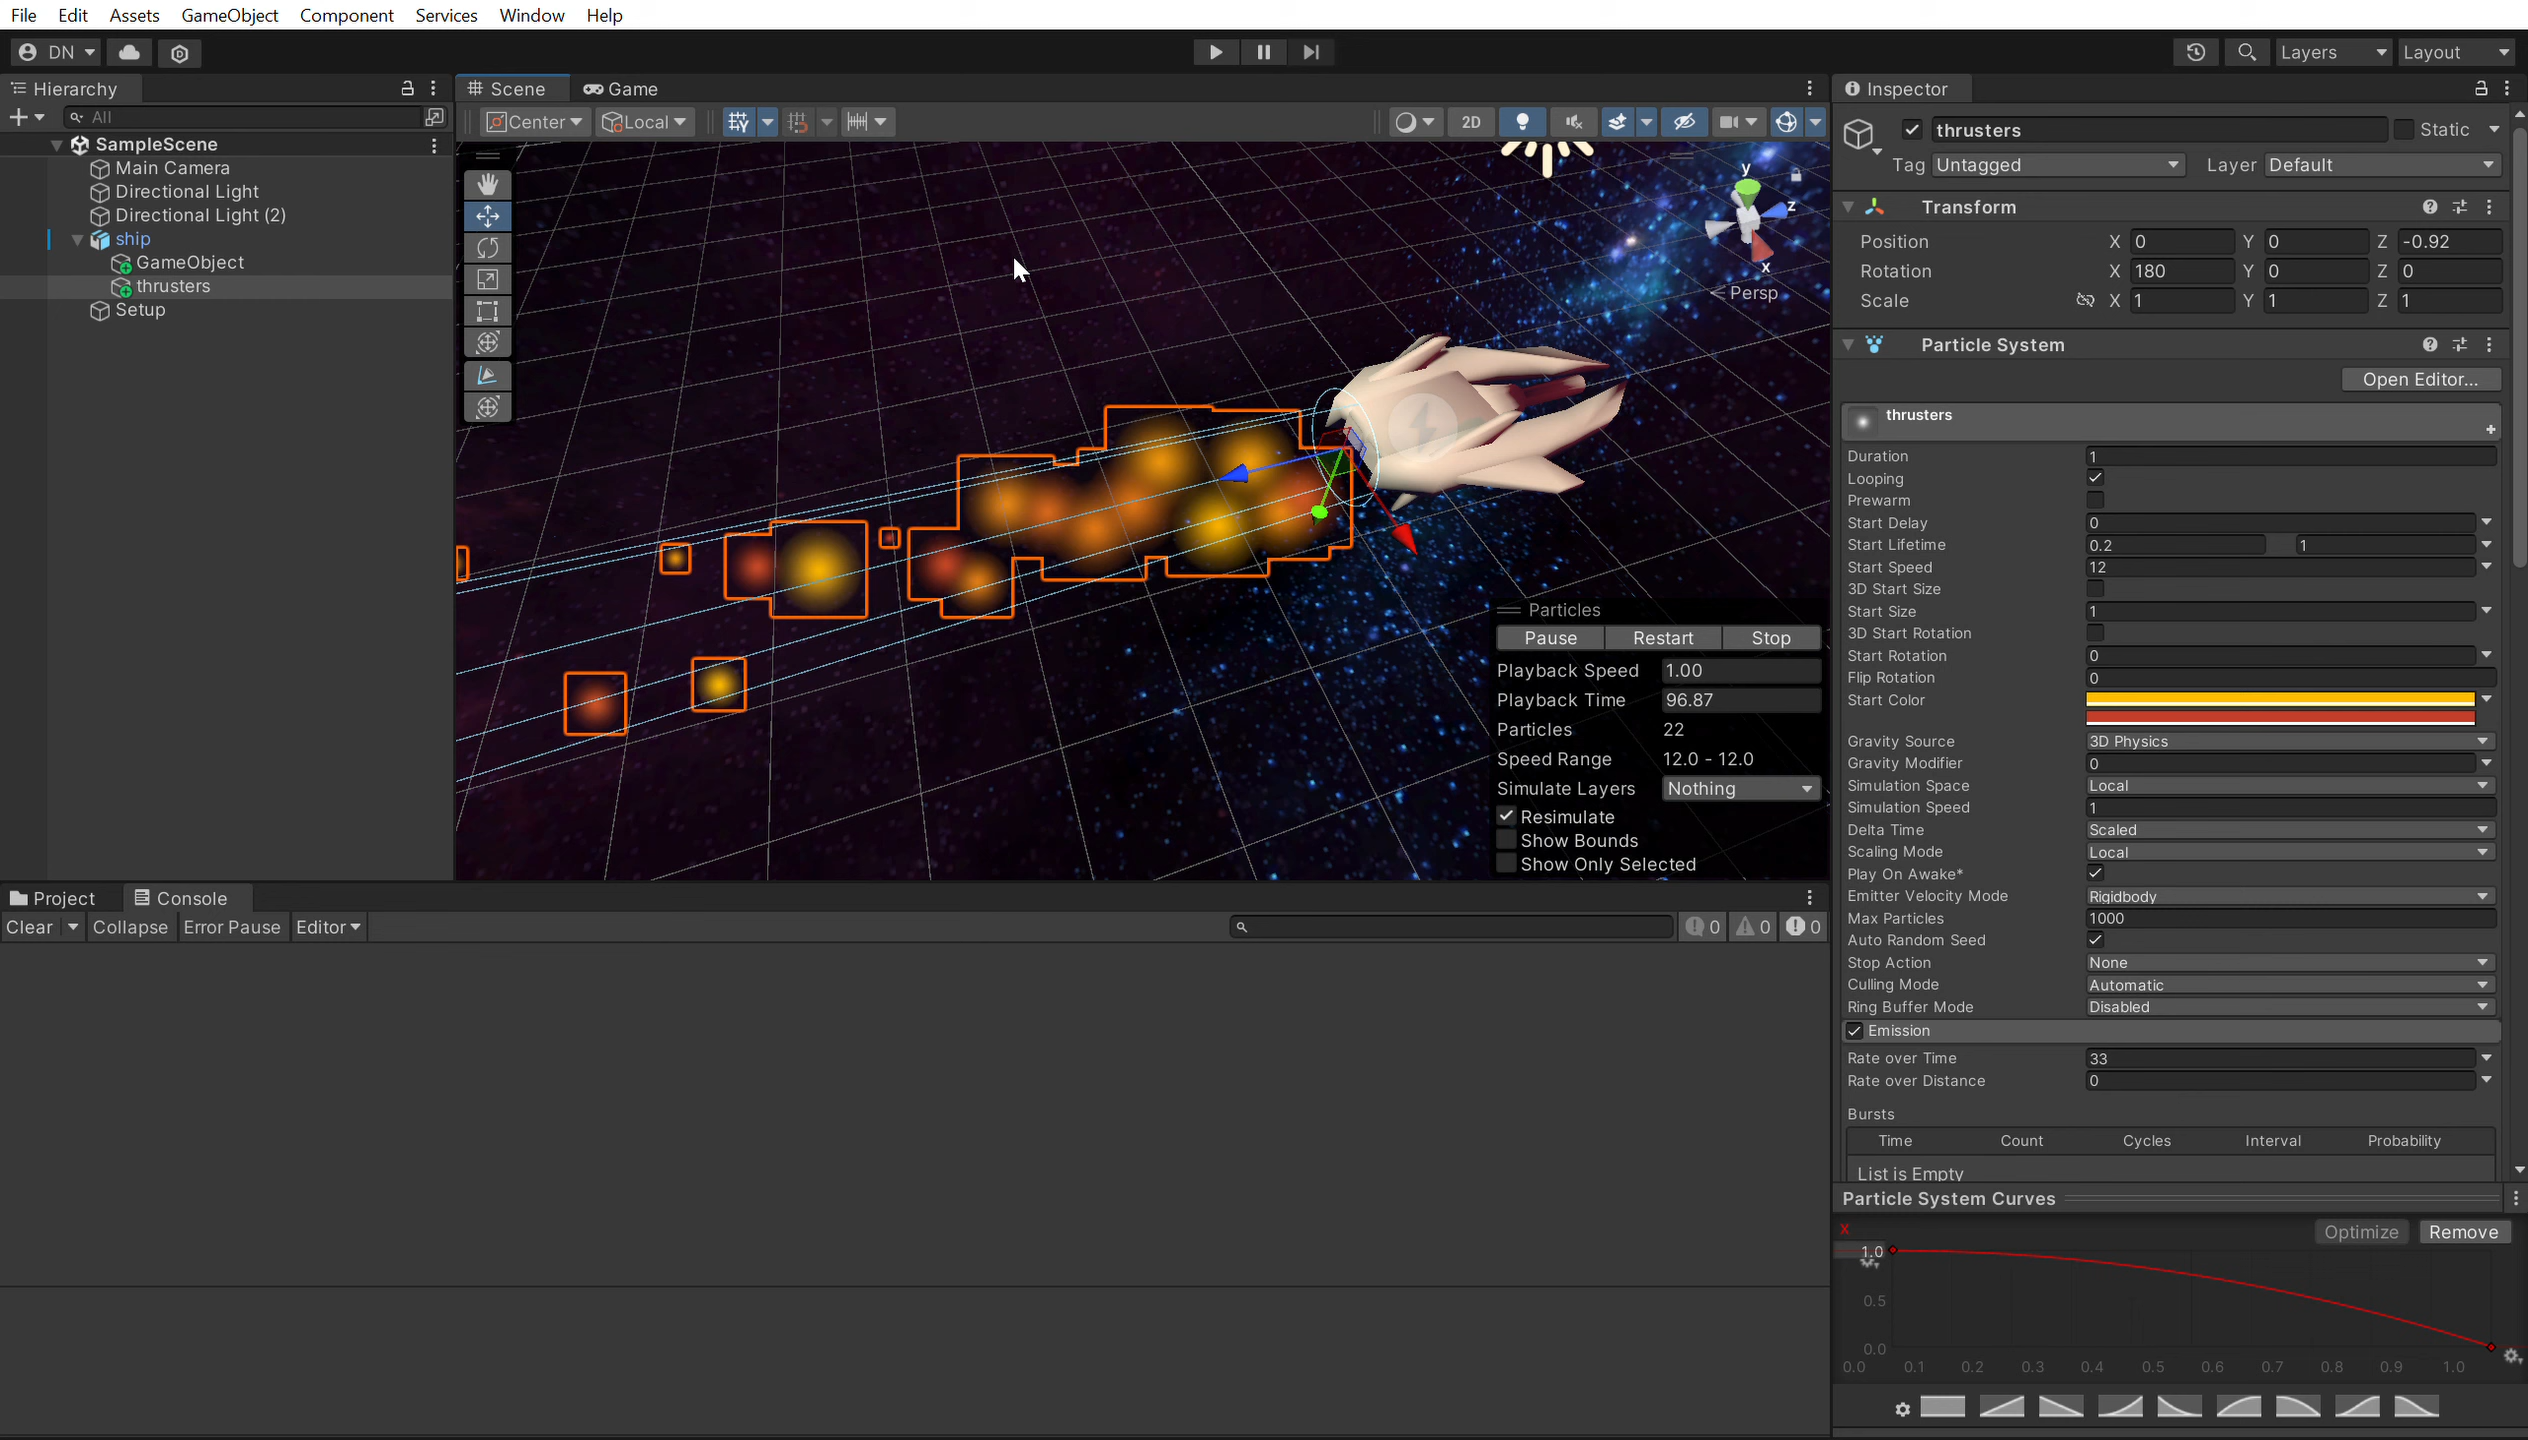 File Edit Assets GameObject Component Services Window Help
DN Layers Layout
Hierarchy
All
SampleScene
Main Camera
Directional Light
Directional Light (2)
ship
GameObject
thrusters
Setup
Scene Game
Center Local 2D
y
z
x
Persp
Particles
Pause Restart Stop
Playback Speed 1.00
Playback Time 96.87
Particles 22
Speed Range 12.0 - 12.0
Simulate Layers Nothing
Resimulate
Show Bounds
Show Only Selected
Project Console
Clear Collapse Error Pause Editor 0 0 0
Inspector
thrusters Static
Tag Untagged Layer Default
Transform
Position X 0 Y 0 Z -0.92
Rotation X 180 Y 0 Z 0
Scale X 1 Y 1 Z 1
Particle System
Open Editor...
thrusters
Duration 1
Looping
Prewarm
Start Delay 0
Start Lifetime 0.2 1
Start Speed 12
3D Start Size
Start Size 1
3D Start Rotation
Start Rotation 0
Flip Rotation 0
Start Color
Gravity Source 3D Physics
Gravity Modifier 0
Simulation Space Local
Simulation Speed 1
Delta Time Scaled
Scaling Mode Local
Play On Awake*
Emitter Velocity Mode Rigidbody
Max Particles 1000
Auto Random Seed
Stop Action None
Culling Mode Automatic
Ring Buffer Mode Disabled
Emission
Rate over Time 33
Rate over Distance 0
Bursts
Time Count Cycles Interval Probability
List is Empty
Particle System Curves
X
Optimize Remove
1.0
0.5
0.0
0.0 0.1 0.2 0.3 0.4 0.5 0.6 0.7 0.8 0.9 1.0